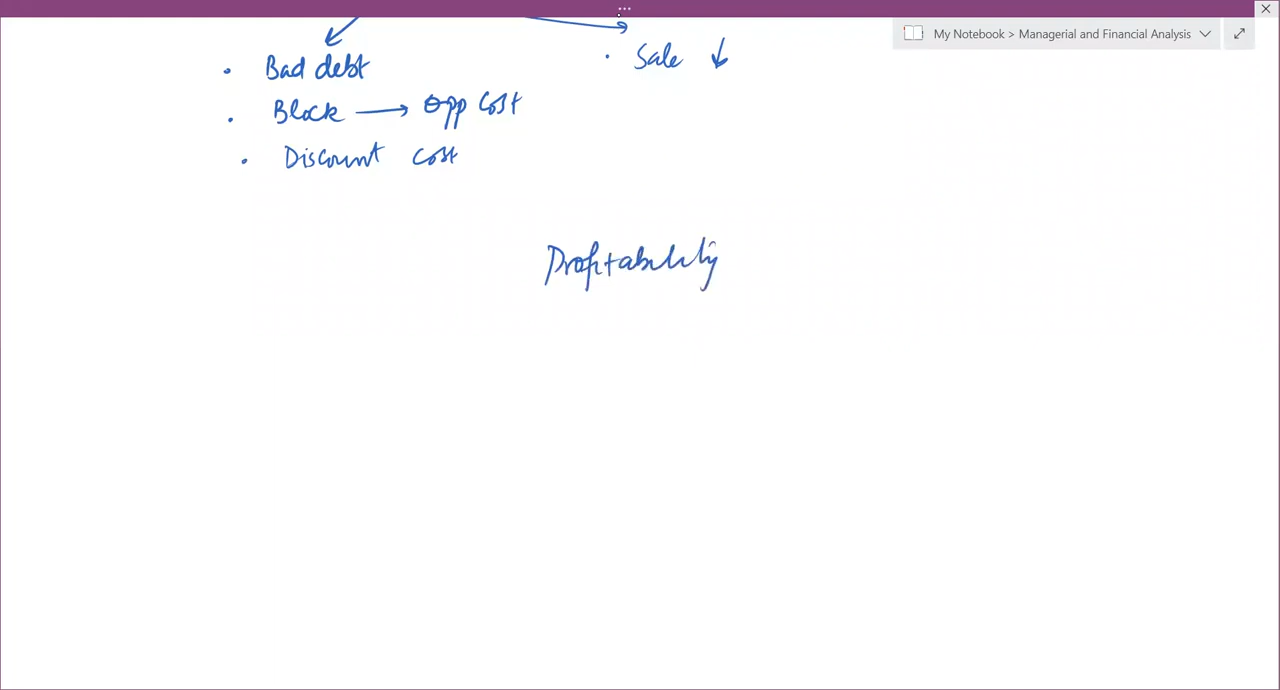 My Notebook > Managerial and Financial Analysis
• Bad debt
• Sale ↓
• Block → Opp Cost
• Discount Cost
Profitability